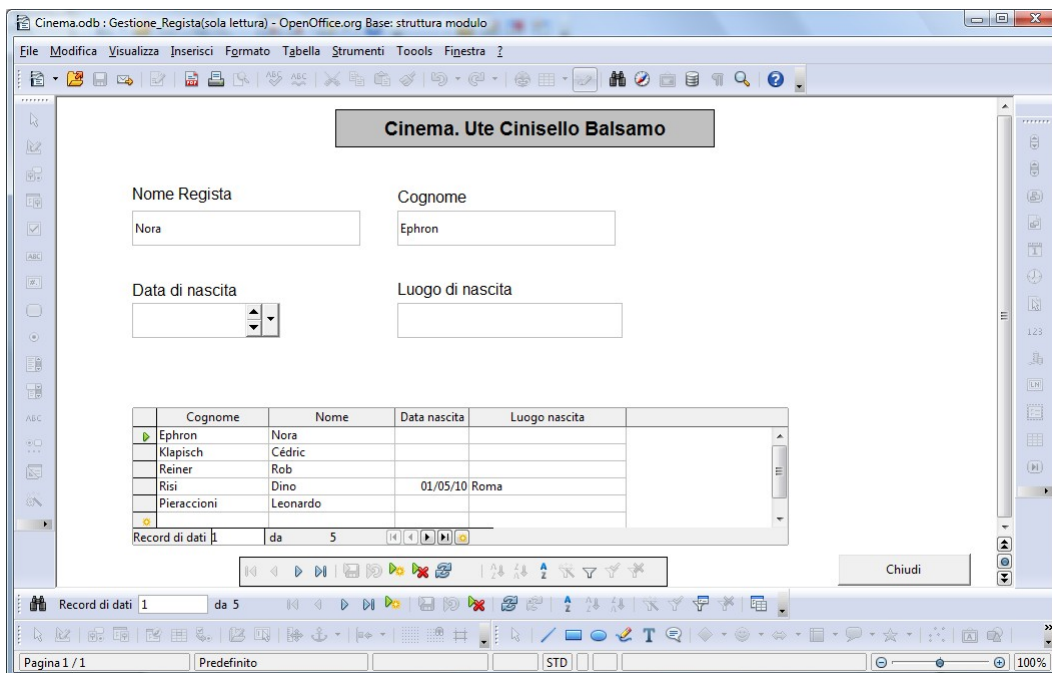 Cinema.odb : Gestione_Regista(sola lettura) - OpenOffice.org Base: struttura modulo
File Modifica Visualizza Inserisci Formato Tabella Strumenti Toools Finestra ?
Cinema. Ute Cinisello Balsamo
Nome Regista Cognome
Nora Ephron
Data di nascita Luogo di nascita
Cognome Nome Data nascita Luogo nascita
Ephron Nora
Klapisch Cédric
Reiner Rob
Risi Dino 01/05/10 Roma
Pieraccioni Leonardo
Record di dati 1 da 5
Chiudi
Record di dati 1 da 5
Pagina 1 / 1 Predefinito STD 100%